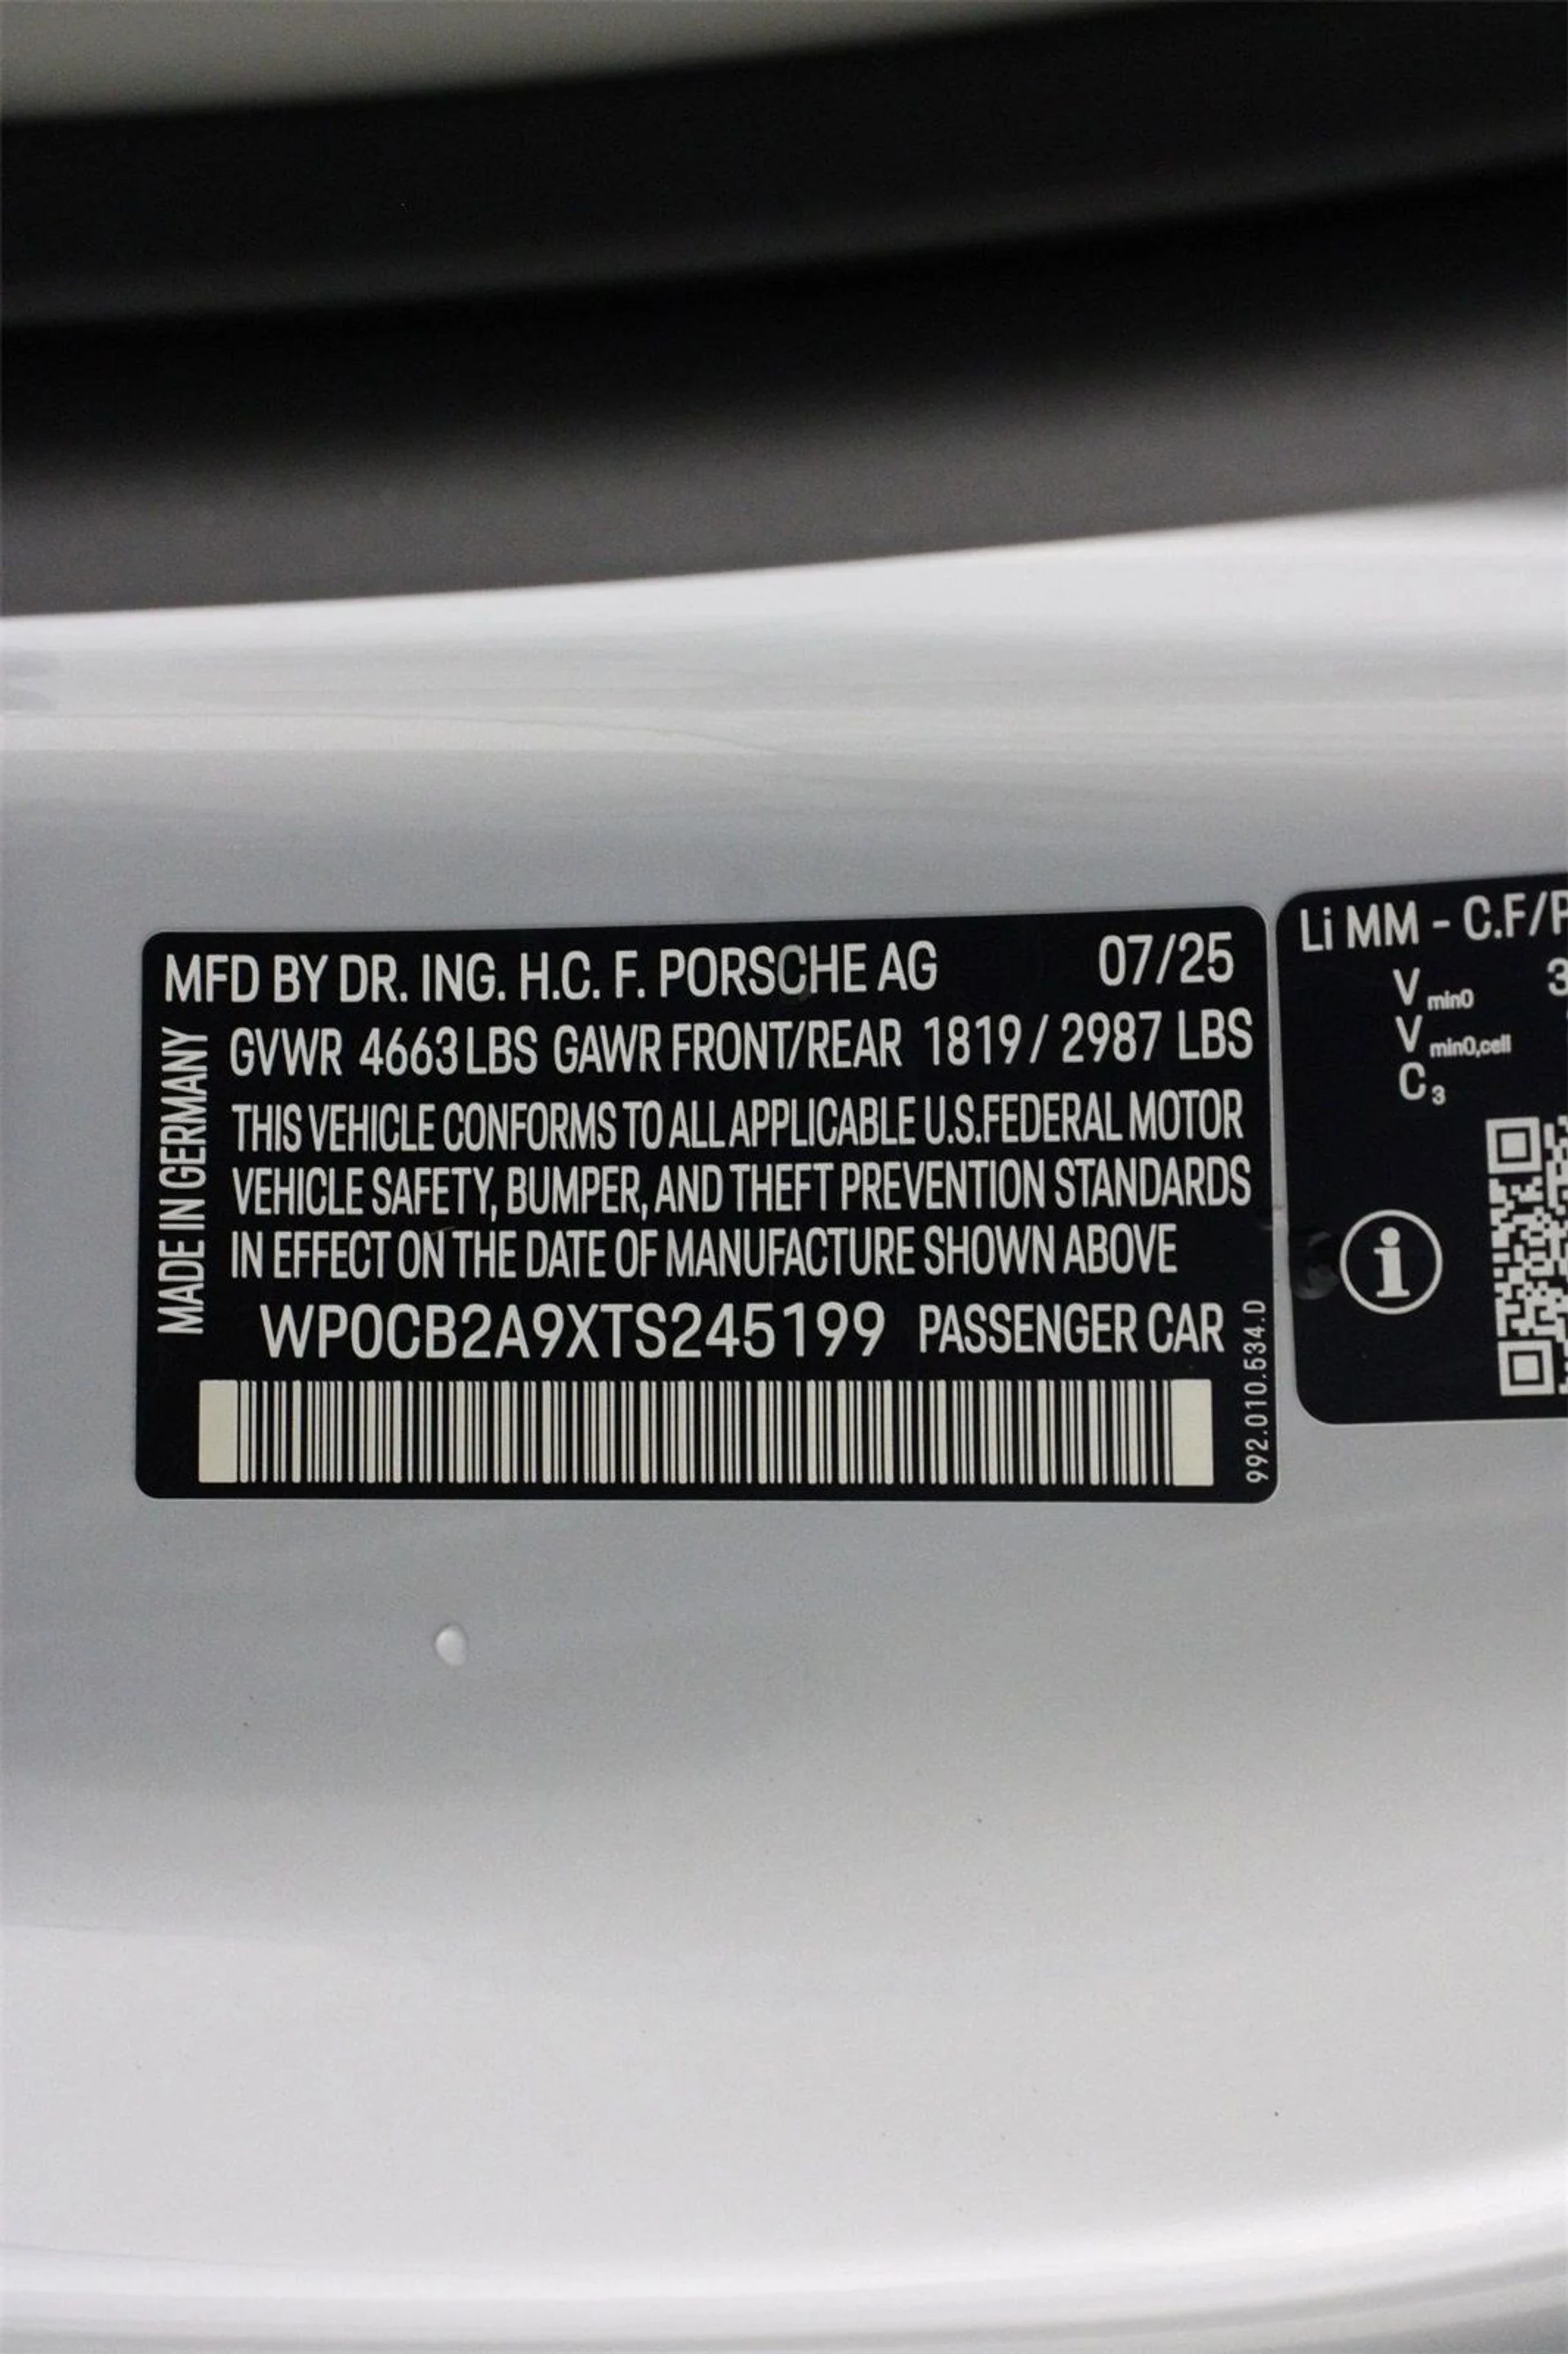 MFD BY DR. ING. H.C. F. PORSCHE AG 07/25
GVWR 4663 LBS GAWR FRONT/REAR 1819 / 2987 LBS
THIS VEHICLE CONFORMS TO ALL APPLICABLE U.S.FEDERAL MOTOR
VEHICLE SAFETY, BUMPER, AND THEFT PREVENTION STANDARDS
IN EFFECT ON THE DATE OF MANUFACTURE SHOWN ABOVE
WP0CB2A9XTS245199 PASSENGER CAR
MADE IN GERMANY
992.010.534.D
Li MM - C.F/P
V min0 3
V min0,cell
C 3
i